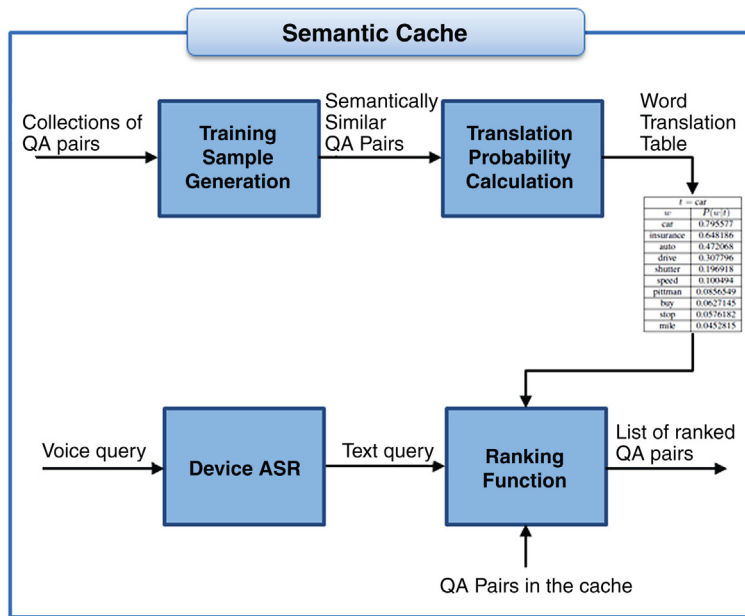 Semantic Cache
Collections of
QA pairs
Training
Sample
Generation
Semantically
Similar
QA Pairs
Translation
Probability
Calculation
Word
Translation
Table
t = car
w P(w|t)
car 0.795577
insurance 0.648186
auto 0.472068
drive 0.307796
shutter 0.196918
speed 0.100494
pittman 0.0856549
buy 0.0627145
stop 0.0576182
mile 0.0452815
Voice query
Device ASR
Text query
Ranking
Function
List of ranked
QA pairs
QA Pairs in the cache